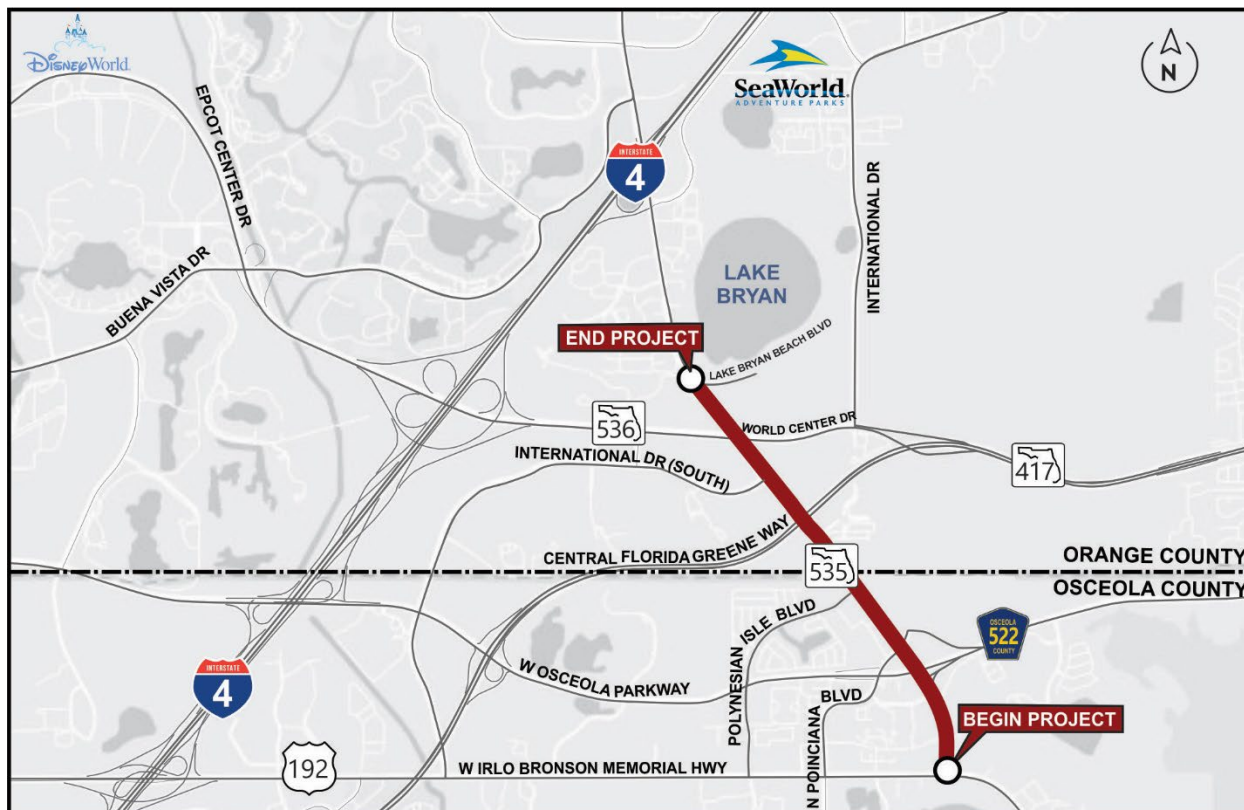 Disney World.
SeaWorld®
ADVENTURE PARKS
N
EPCOT CENTER DR
INTERSTATE
4
INTERNATIONAL DR
BUENA VISTA DR
LAKE
BRYAN
END PROJECT
LAKE BRYAN BEACH BLVD
536
WORLD CENTER DR
INTERNATIONAL DR (SOUTH)
417
CENTRAL FLORIDA GREENE WAY
535
ORANGE COUNTY
OSCEOLA COUNTY
POLYNESIAN ISLE BLVD
OSCEOLA
522
COUNTY
INTERSTATE
4
W OSCEOLA PARKWAY
N POINCIANA BLVD
BEGIN PROJECT
192
W IRLO BRONSON MEMORIAL HWY